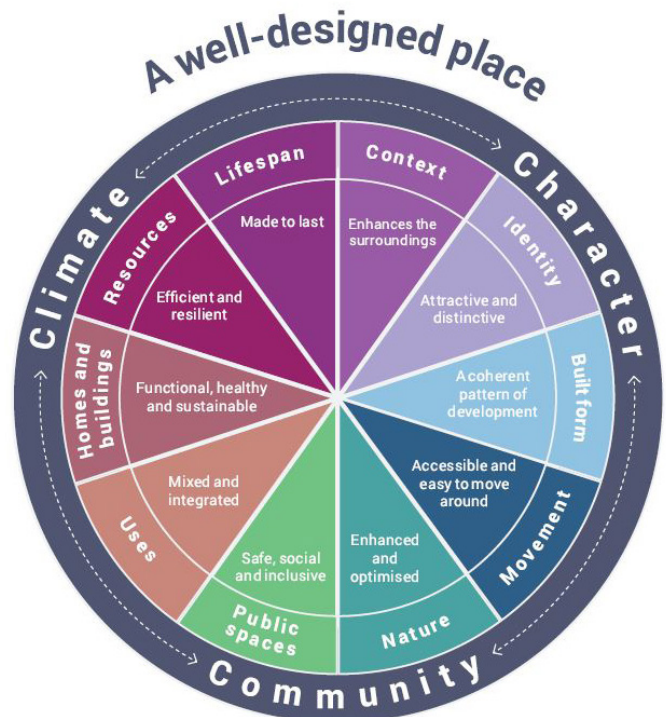 A well-designed place
Climate
Character
Community
Context
Enhances the
surroundings
Identity
Attractive and
distinctive
Built form
A coherent
pattern of
development
Movement
Accessible and
easy to move
around
Nature
Enhanced
and
optimised
Public
spaces
Safe, social
and inclusive
Uses
Mixed and
integrated
Homes and
buildings
Functional, healthy
and sustainable
Resources
Efficient and
resilient
Lifespan
Made to last